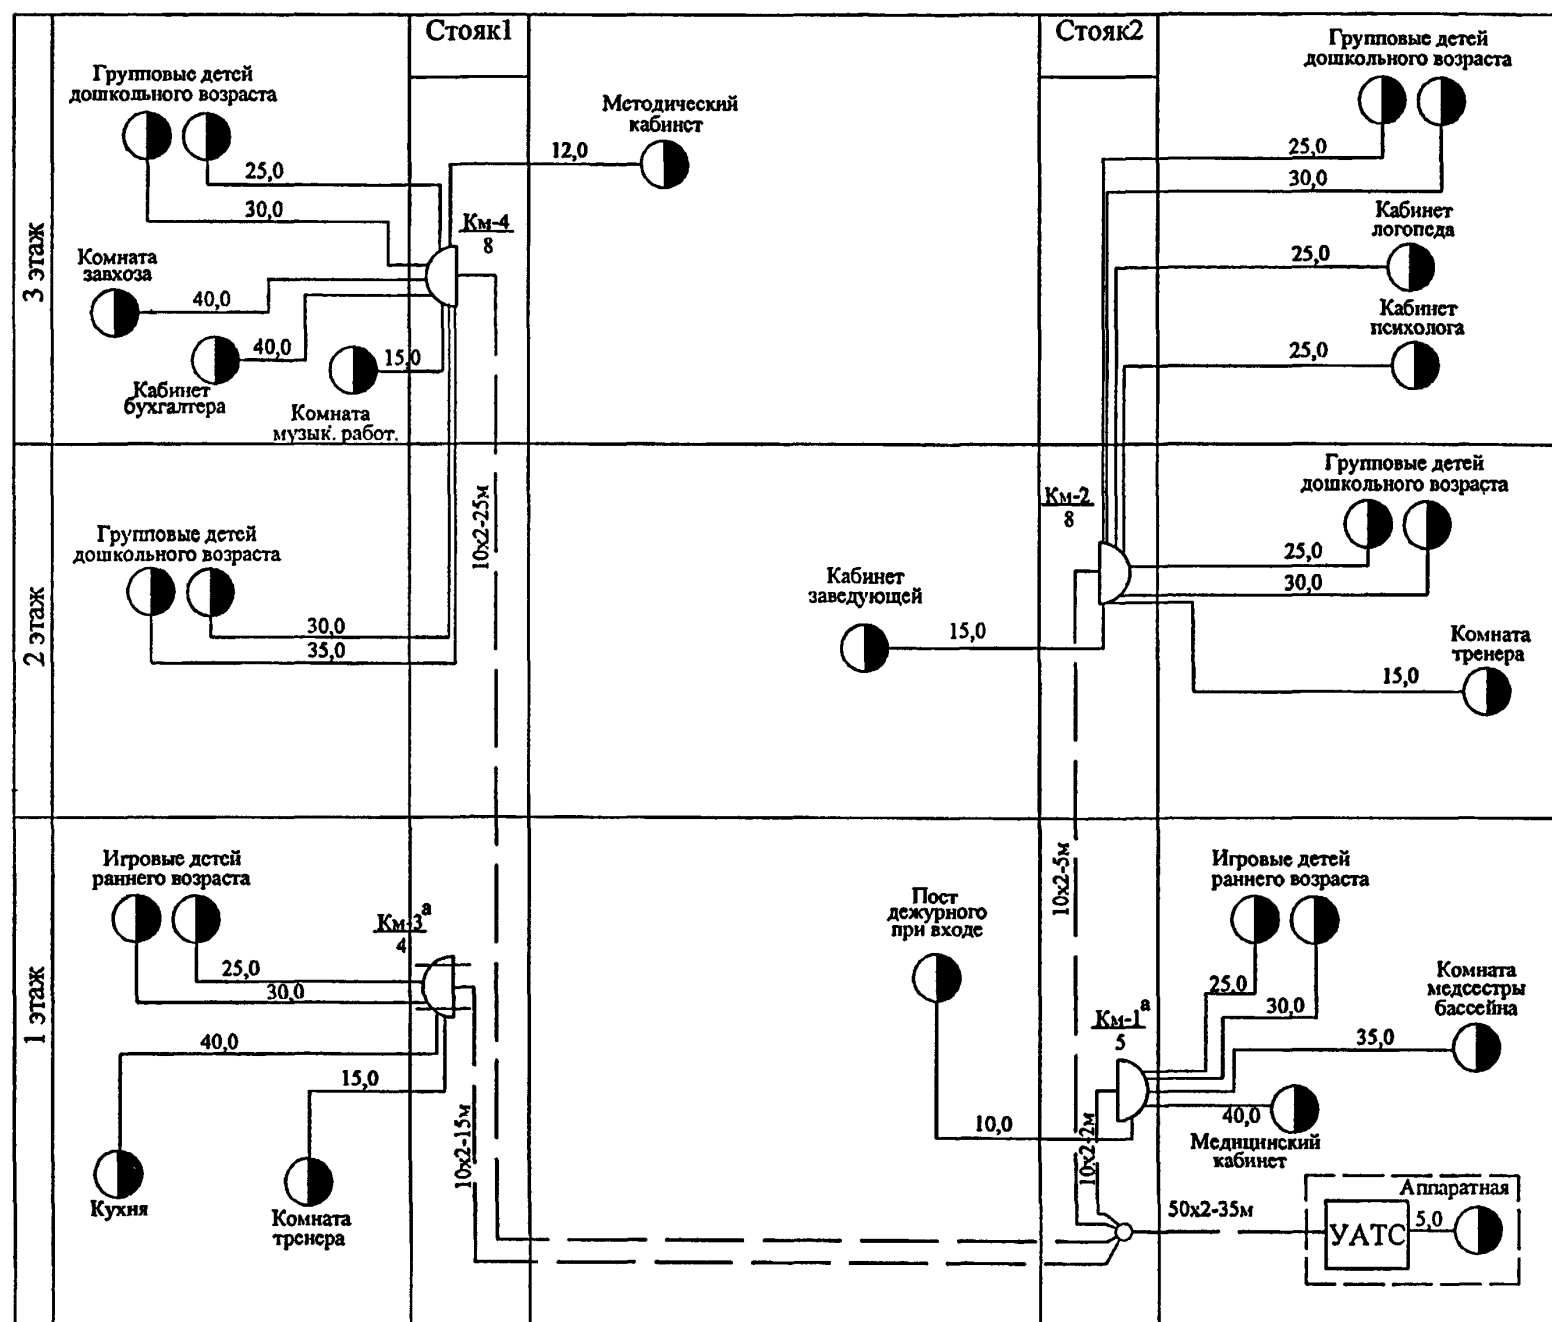 Стояк1
Стояк2
3 этаж
Групповые детей
дошкольного возраста
25,0
30,0
Комната
завхоза
40,0
40,0
Кабинет
бухгалтера
15,0
Комната
музык. работ.
Км-4
8
12,0
Методический
кабинет
Групповые детей
дошкольного возраста
25,0
30,0
Кабинет
логопеда
25,0
Кабинет
психолога
25,0
2 этаж
Групповые детей
дошкольного возраста
30,0
35,0
10х2-25м
Кабинет
заведующей
15,0
Км-2
8
Групповые детей
дошкольного возраста
25,0
30,0
Комната
тренера
15,0
1 этаж
Игровые детей
раннего возраста
25,0
30,0
Км-3а
4
40,0
15,0
Кухня
Комната
тренера
10х2-15м
Пост
дежурного
при входе
10,0
10х2-5м
10х2-2м
Км-1а
5
Игровые детей
раннего возраста
25,0
30,0
Комната
медсестры
бассейна
35,0
40,0
Медицинский
кабинет
50х2-35м
Аппаратная
УАТС
5,0